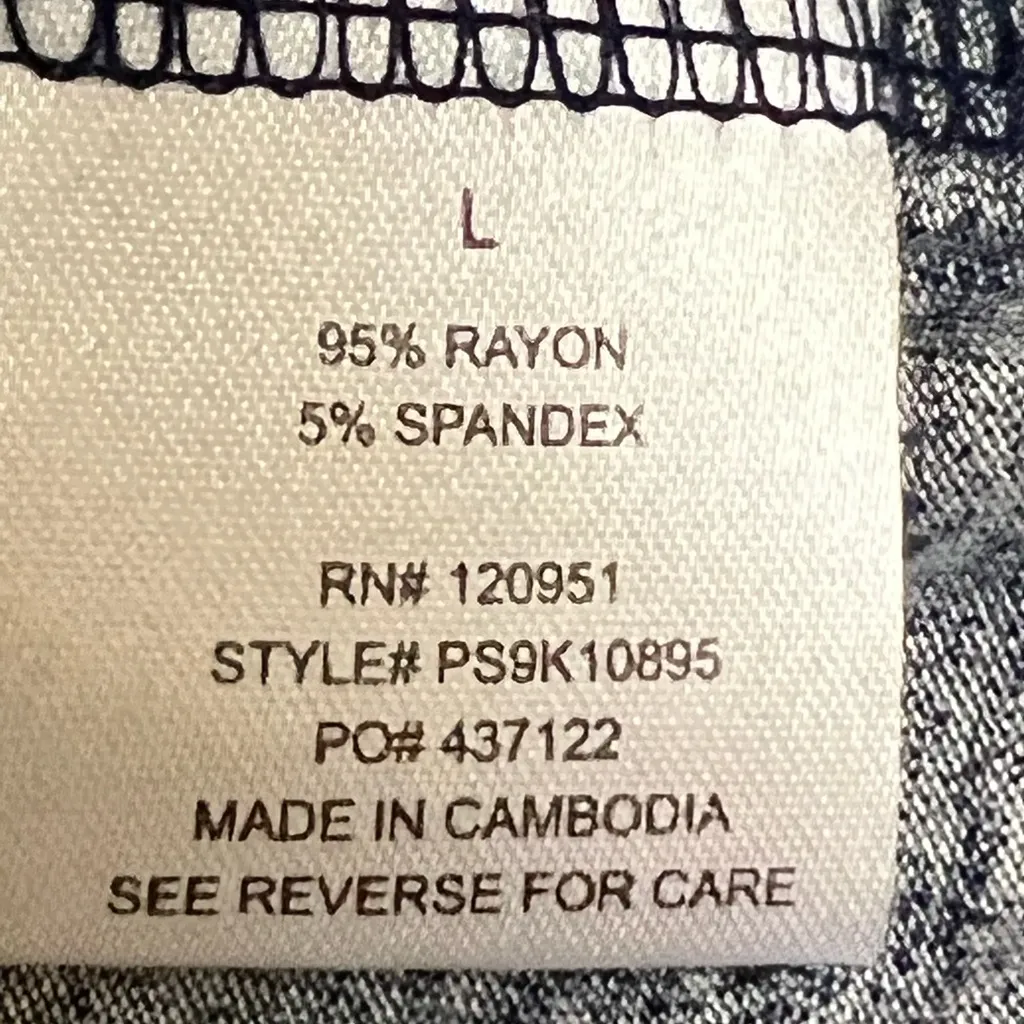 L
95% RAYON
5% SPANDEX
RN# 120951
STYLE# PS9K10895
PO# 437122
MADE IN CAMBODIA
SEE REVERSE FOR CARE